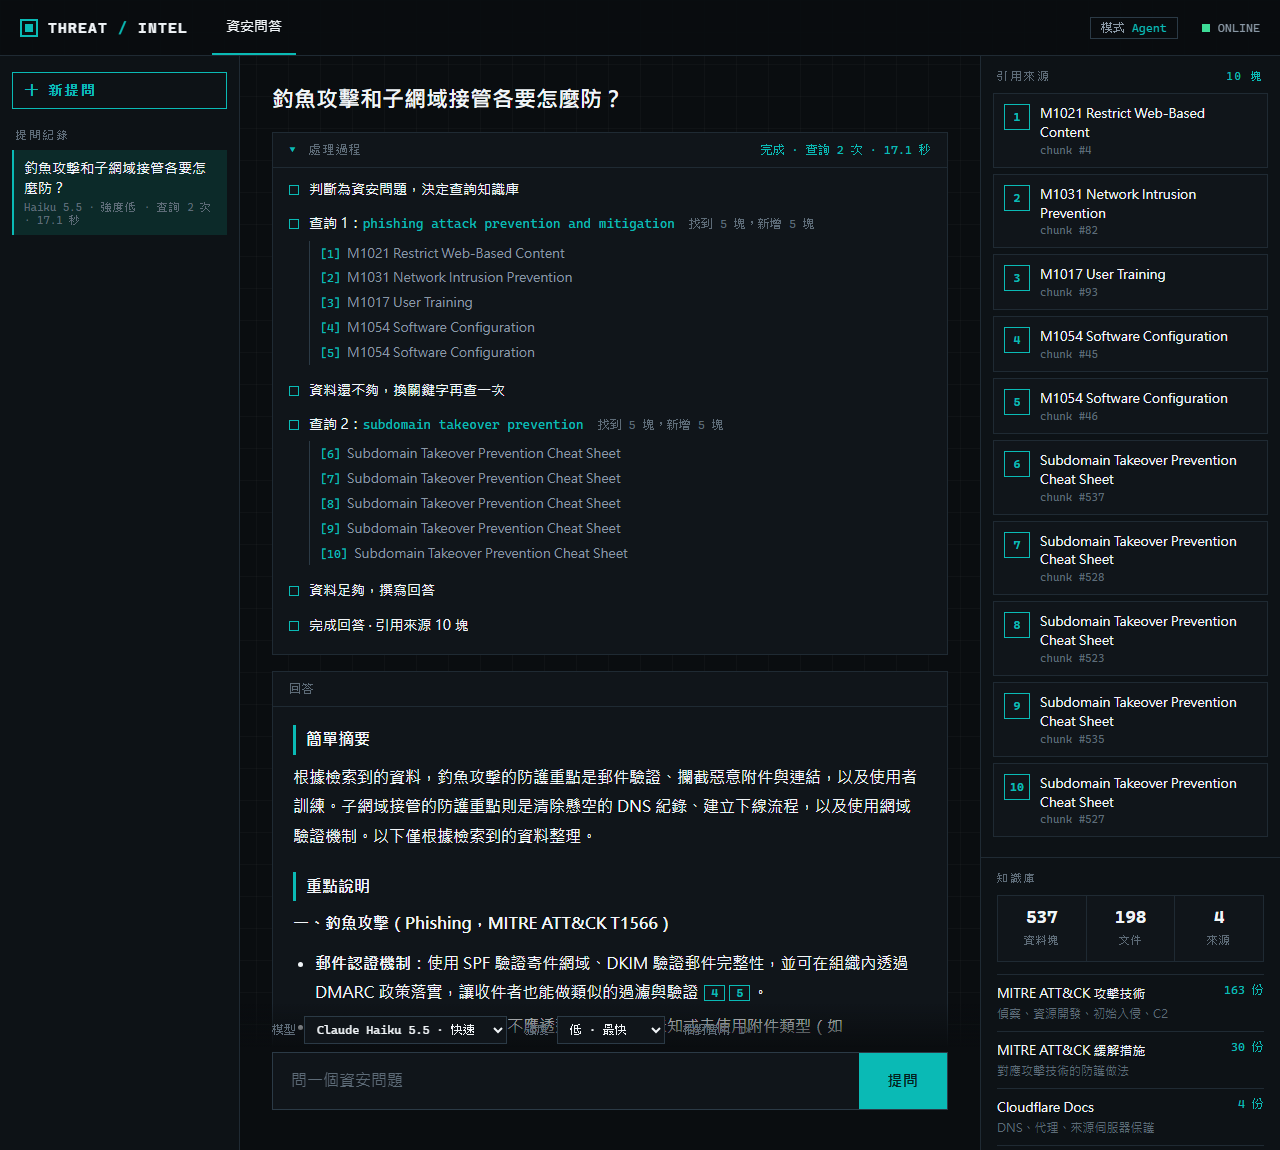 THREAT / INTEL
資安問答
模式 Agent
ONLINE
新提問
提問紀錄
釣魚攻擊和子網域接管各要怎
麼防？
Haiku 5.5 · 強度低 · 查詢 2 次
· 17.1 秒
釣魚攻擊和子網域接管各要怎麼防？
處理過程
完成 · 查詢 2 次 · 17.1 秒
判斷為資安問題，決定查詢知識庫
查詢 1：phishing attack prevention and mitigation 找到 5 塊，新增 5 塊
[1] M1021 Restrict Web-Based Content
[2] M1031 Network Intrusion Prevention
[3] M1017 User Training
[4] M1054 Software Configuration
[5] M1054 Software Configuration
資料還不夠，換關鍵字再查一次
查詢 2：subdomain takeover prevention 找到 5 塊，新增 5 塊
[6] Subdomain Takeover Prevention Cheat Sheet
[7] Subdomain Takeover Prevention Cheat Sheet
[8] Subdomain Takeover Prevention Cheat Sheet
[9] Subdomain Takeover Prevention Cheat Sheet
[10] Subdomain Takeover Prevention Cheat Sheet
資料足夠，撰寫回答
完成回答 · 引用來源 10 塊
回答
簡單摘要
根據檢索到的資料，釣魚攻擊的防護重點是郵件驗證、攔截惡意附件與連結，以及使用者
訓練。子網域接管的防護重點則是清除懸空的 DNS 紀錄、建立下線流程，以及使用網域
驗證機制。以下僅根據檢索到的資料整理。
重點說明
一、釣魚攻擊（Phishing，MITRE ATT&CK T1566）
郵件認證機制：使用 SPF 驗證寄件網域、DKIM 驗證郵件完整性，並可在組織內透過
DMARC 政策落實，讓收件者也能做類似的過濾與驗證 4 5 。
不應透 知或未使用附件類型（如
模型 Claude Haiku 5.5 · 快速 低 · 最快
問一個資安問題
提問
引用來源
10 塊
1 M1021 Restrict Web-Based
Content
chunk #4
2 M1031 Network Intrusion
Prevention
chunk #82
3 M1017 User Training
chunk #93
4 M1054 Software Configuration
chunk #45
5 M1054 Software Configuration
chunk #46
6 Subdomain Takeover Prevention
Cheat Sheet
chunk #537
7 Subdomain Takeover Prevention
Cheat Sheet
chunk #528
8 Subdomain Takeover Prevention
Cheat Sheet
chunk #523
9 Subdomain Takeover Prevention
Cheat Sheet
chunk #535
10 Subdomain Takeover Prevention
Cheat Sheet
chunk #527
知識庫
537 198 4
資料塊 文件 來源
MITRE ATT&CK 攻擊技術 163 份
偵察、資源開發、初始入侵、C2
MITRE ATT&CK 緩解措施 30 份
對應攻擊技術的防護做法
Cloudflare Docs 4 份
DNS、代理、來源伺服器保護